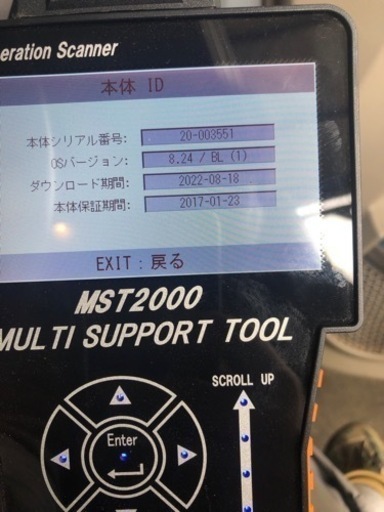 eration Scanner
本体 ID
本体シリアル番号: 20-003551
OSバージョン: 8.24 / BL (1)
ダウンロード期間: 2022-08-18
本体保証期間: 2017-01-23
EXIT : 戻る
MST2000
MULTI SUPPORT TOOL
SCROLL UP
Enter